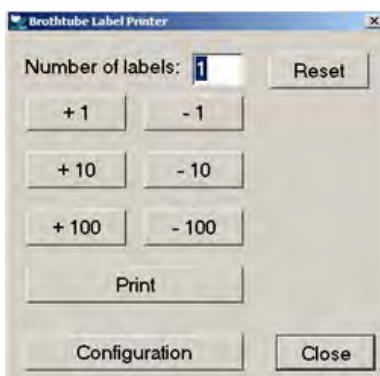 Brothtube Label Printer
Number of labels: 1 Reset
+ 1 - 1
+ 10 - 10
+ 100 - 100
Print
Configuration Close